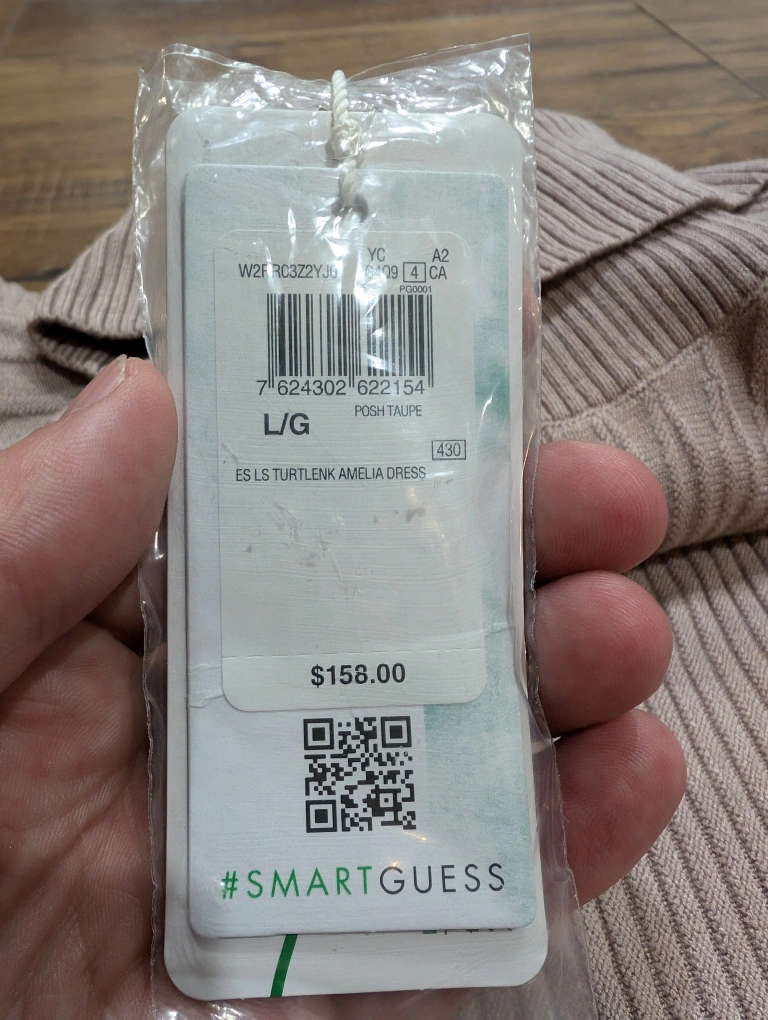 YC A2
W2FRC3Z2YJ0 6409 4 CA
PG0001
7 624302 622154
L/G POSH TAUPE
430
ES LS TURTLENK AMELIA DRESS
$158.00
#SMARTGUESS